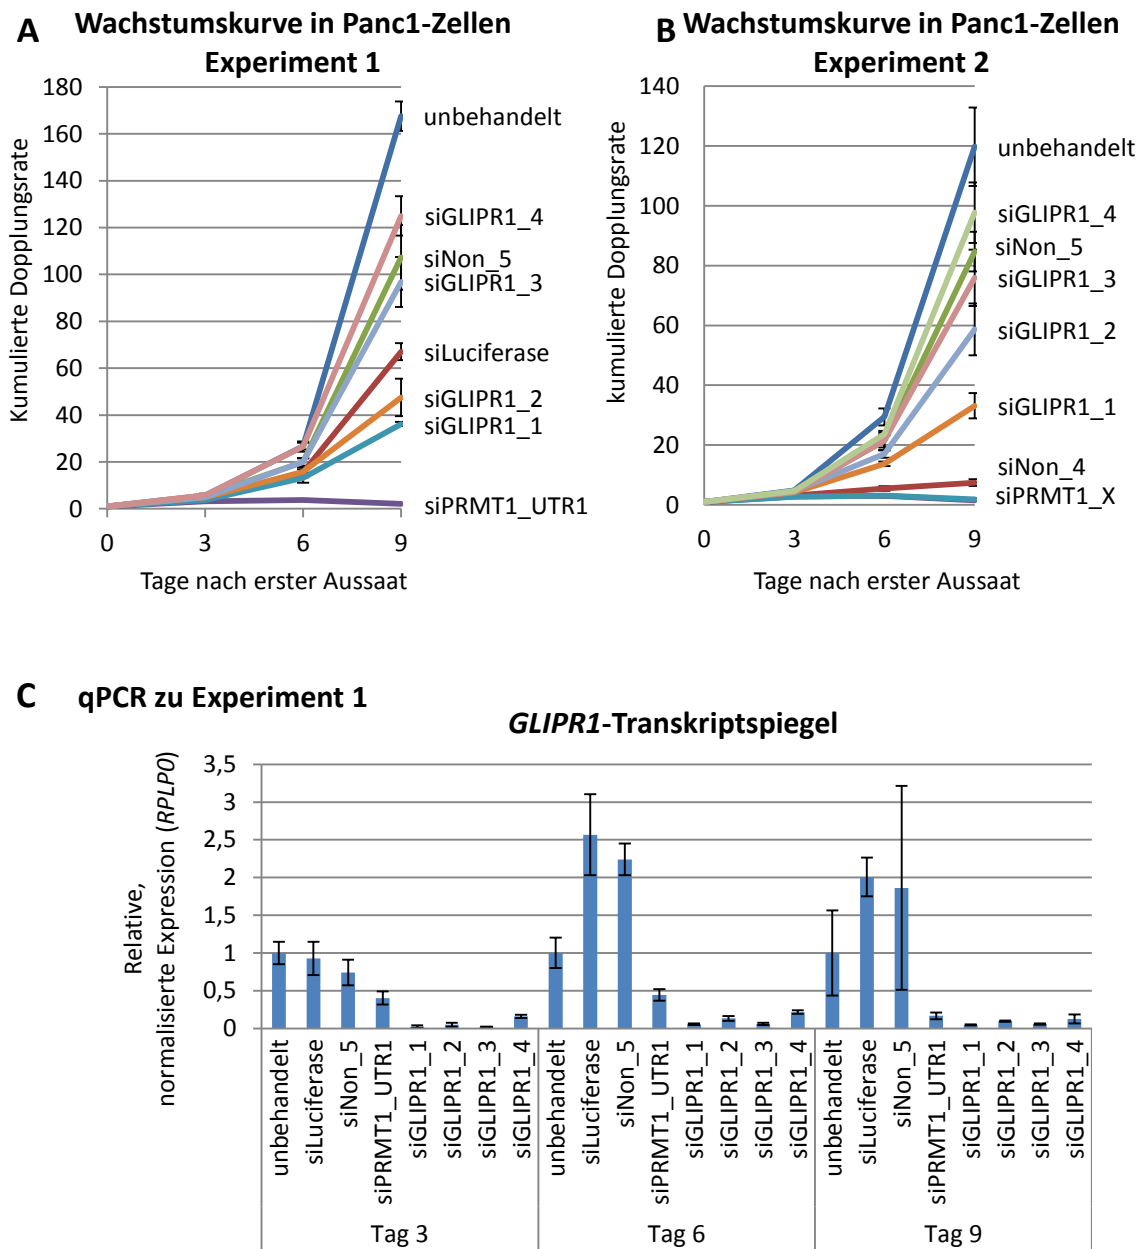 A
Wachstumskurve in Panc1-Zellen
Experiment 1
Kumulierte Dopplungsrate
180
160
140
120
100
80
60
40
20
0
0 3 6 9
Tage nach erster Aussaat
unbehandelt
siGLIPR1_4
siNon_5
siGLIPR1_3
siLuciferase
siGLIPR1_2
siGLIPR1_1
siPRMT1_UTR1
B
Wachstumskurve in Panc1-Zellen
Experiment 2
kumulierte Dopplungsrate
140
120
100
80
60
40
20
0
0 3 6 9
Tage nach erster Aussaat
unbehandelt
siGLIPR1_4
siNon_5
siGLIPR1_3
siGLIPR1_2
siGLIPR1_1
siNon_4
siPRMT1_X
C
qPCR zu Experiment 1
GLIPR1-Transkriptspiegel
Relative,
normalisierte Expression (RPLP0)
3,5
3
2,5
2
1,5
1
0,5
0
unbehandelt
siLuciferase
siNon_5
siPRMT1_UTR1
siGLIPR1_1
siGLIPR1_2
siGLIPR1_3
siGLIPR1_4
unbehandelt
siLuciferase
siNon_5
siPRMT1_UTR1
siGLIPR1_1
siGLIPR1_2
siGLIPR1_3
siGLIPR1_4
unbehandelt
siLuciferase
siNon_5
siPRMT1_UTR1
siGLIPR1_1
siGLIPR1_2
siGLIPR1_3
siGLIPR1_4
Tag 3 Tag 6 Tag 9